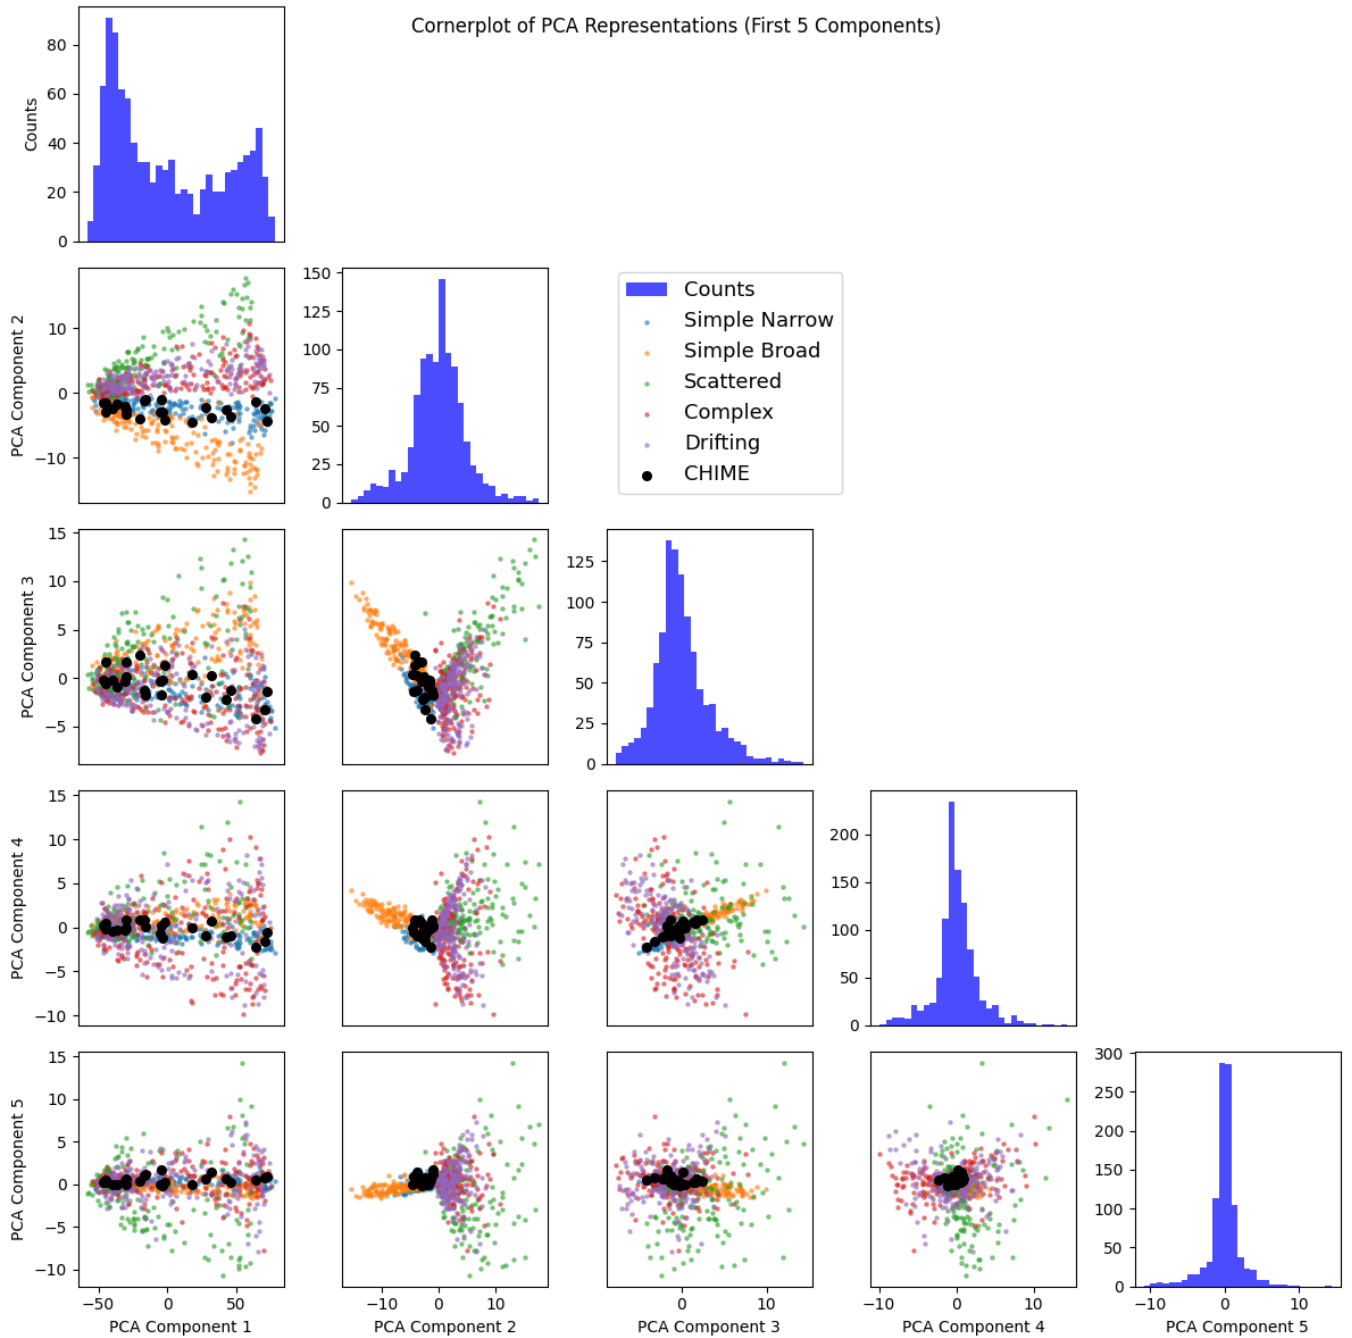 Cornerplot of PCA Representations (First 5 Components)
80
60
40
20
0
Counts
10
0
−10
PCA Component 2
150
125
100
75
50
25
0
Counts
Simple Narrow
Simple Broad
Scattered
Complex
Drifting
CHIME
15
10
5
0
−5
PCA Component 3
125
100
75
50
25
0
15
10
5
0
−5
−10
PCA Component 4
200
150
100
50
0
15
10
5
0
−5
−10
PCA Component 5
300
250
200
150
100
50
0
−50 0 50
−10 0 10
0 10
−10 0 10
−10 0 10
PCA Component 1
PCA Component 2
PCA Component 3
PCA Component 4
PCA Component 5